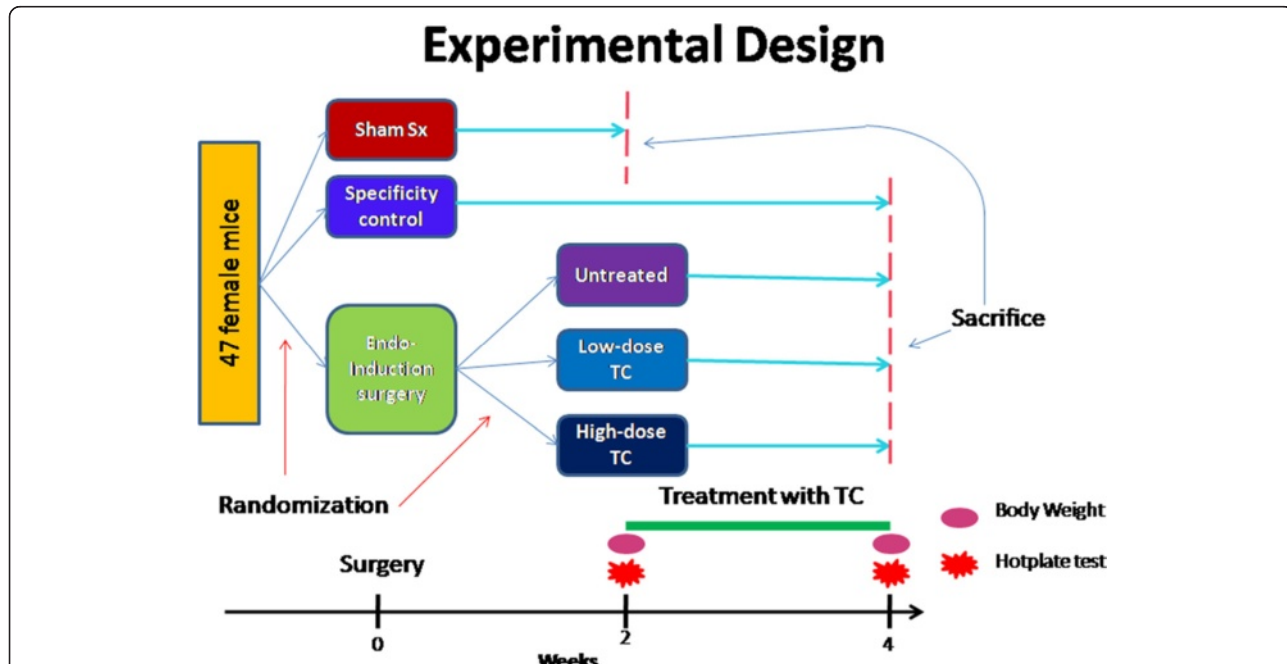 Experimental Design
47 female mice
Sham Sx
Specificity
control
Endo-
Induction
surgery
Untreated
Low-dose
TC
High-dose
TC
Sacrifice
Randomization
Treatment with TC
Body Weight
Hotplate test
Surgery
0
2
4
Weeks